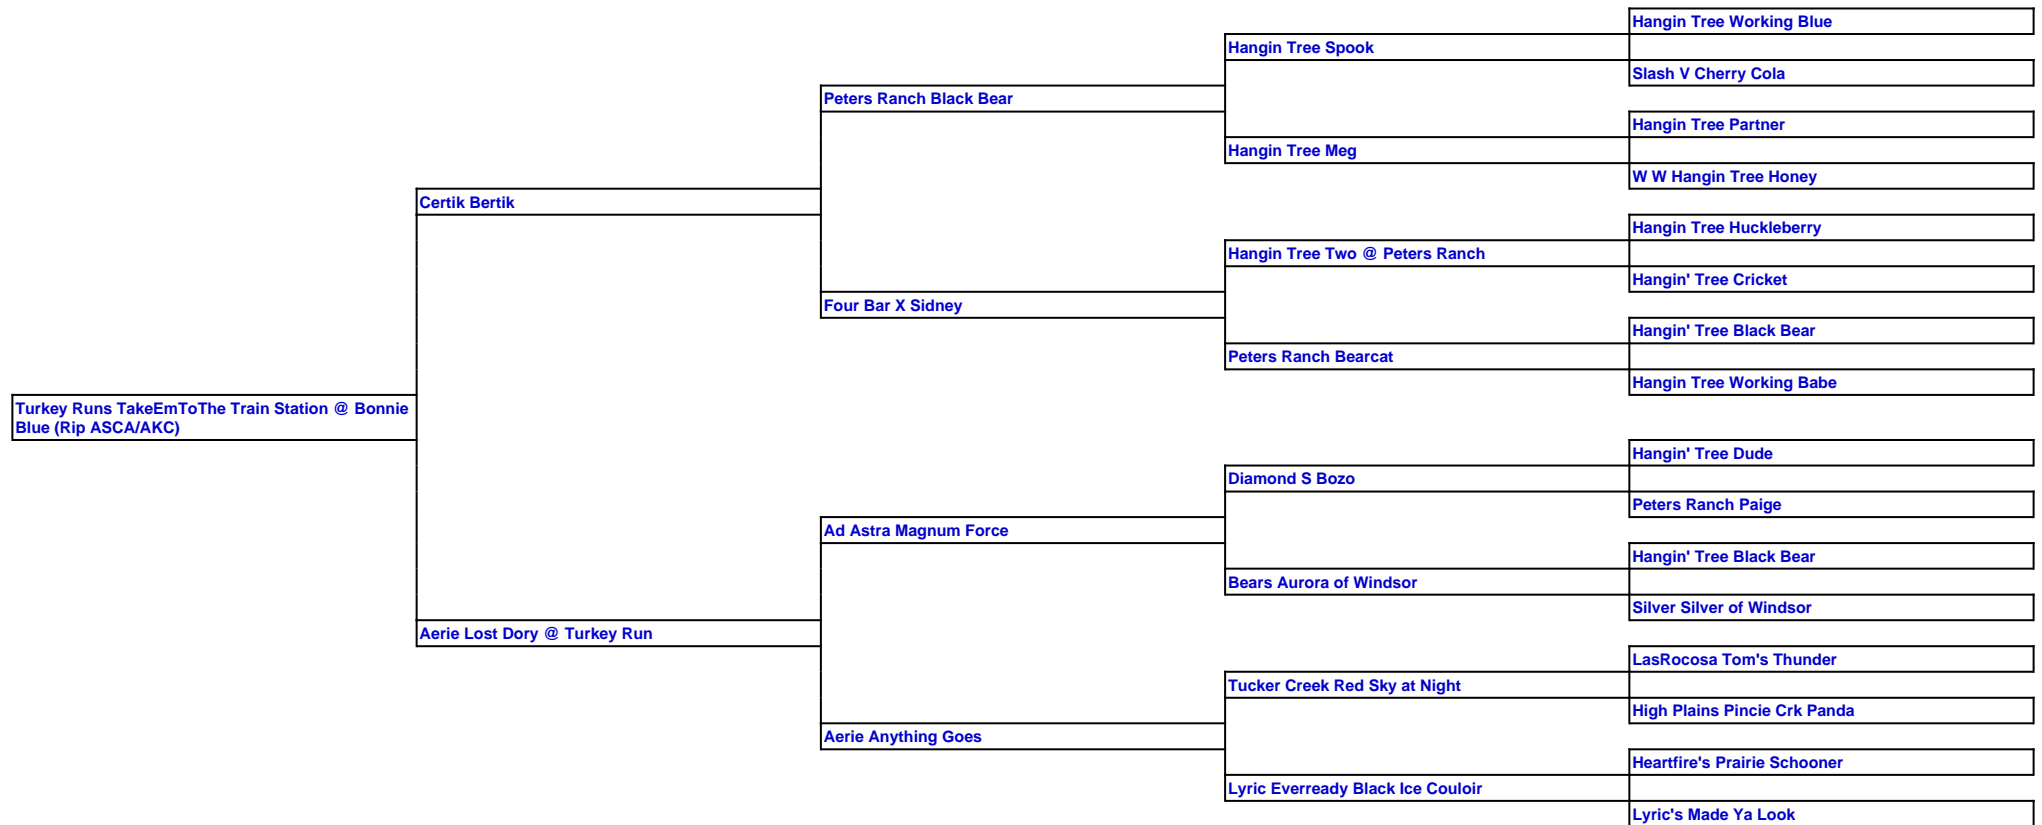 Hangin Tree Working Blue
Hangin Tree Spook
Slash V Cherry Cola
Peters Ranch Black Bear
Hangin Tree Partner
Hangin Tree Meg
W W Hangin Tree Honey
Certik Bertik
Hangin Tree Huckleberry
Hangin Tree Two @ Peters Ranch
Hangin' Tree Cricket
Four Bar X Sidney
Hangin' Tree Black Bear
Peters Ranch Bearcat
Hangin Tree Working Babe
Turkey Runs TakeEmToThe Train Station @ Bonnie
Blue (Rip ASCA/AKC)
Hangin' Tree Dude
Diamond S Bozo
Peters Ranch Paige
Ad Astra Magnum Force
Hangin' Tree Black Bear
Bears Aurora of Windsor
Silver Silver of Windsor
Aerie Lost Dory @ Turkey Run
LasRocosa Tom's Thunder
Tucker Creek Red Sky at Night
High Plains Pincie Crk Panda
Aerie Anything Goes
Heartfire's Prairie Schooner
Lyric Everready Black Ice Couloir
Lyric's Made Ya Look